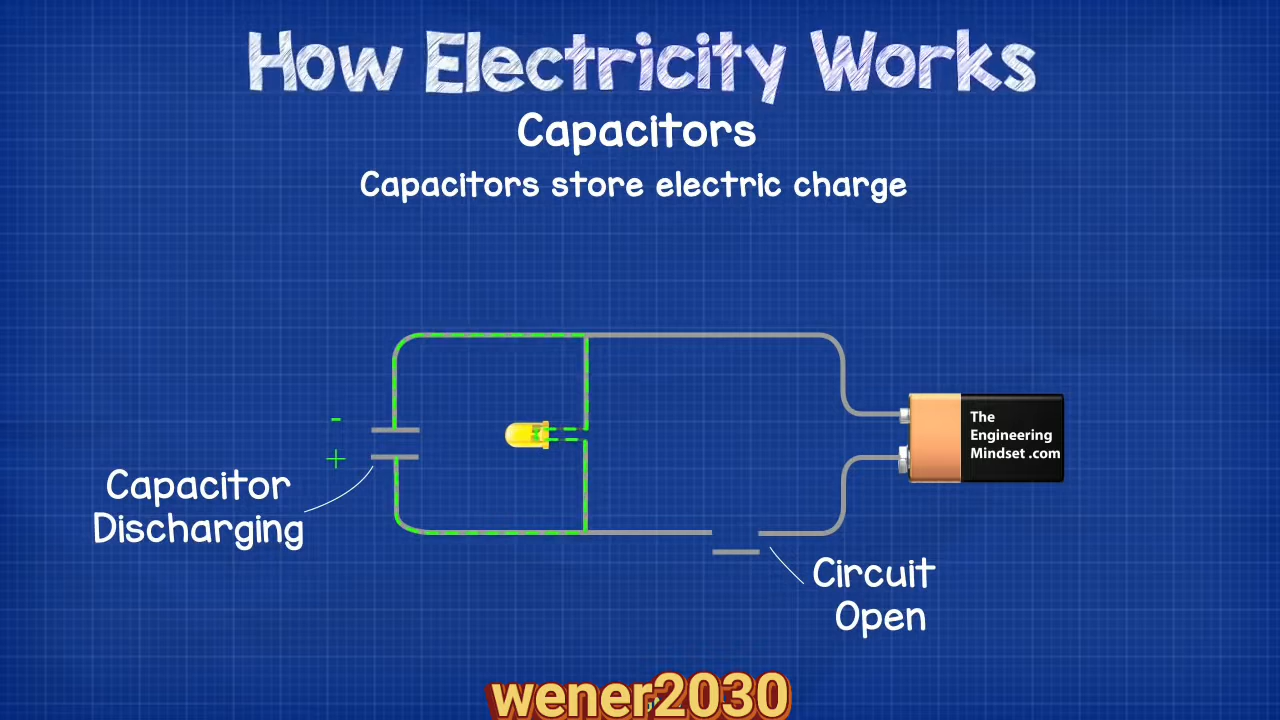 How Electricity Works
Capacitors
Capacitors store electric charge
-
+
Capacitor
Discharging
The
Engineering
Mindset .com
Circuit
Open
wener2030